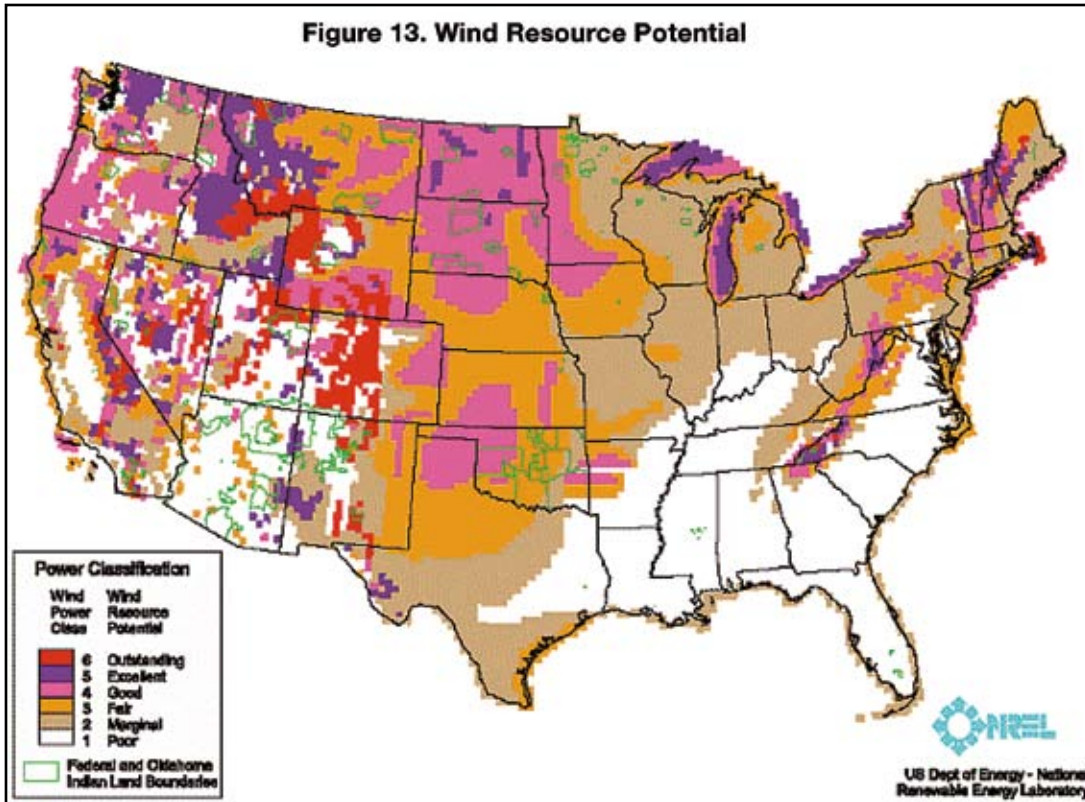 Figure 13. Wind Resource Potential
Power Classification
Wind Wind
Power Resource
Class Potential
6 Outstanding
5 Excellent
4 Good
3 Fair
2 Marginal
1 Poor
Federal and Oklahoma
Indian Land Boundaries
NREL
US Dept of Energy - National
Renewable Energy Laboratory